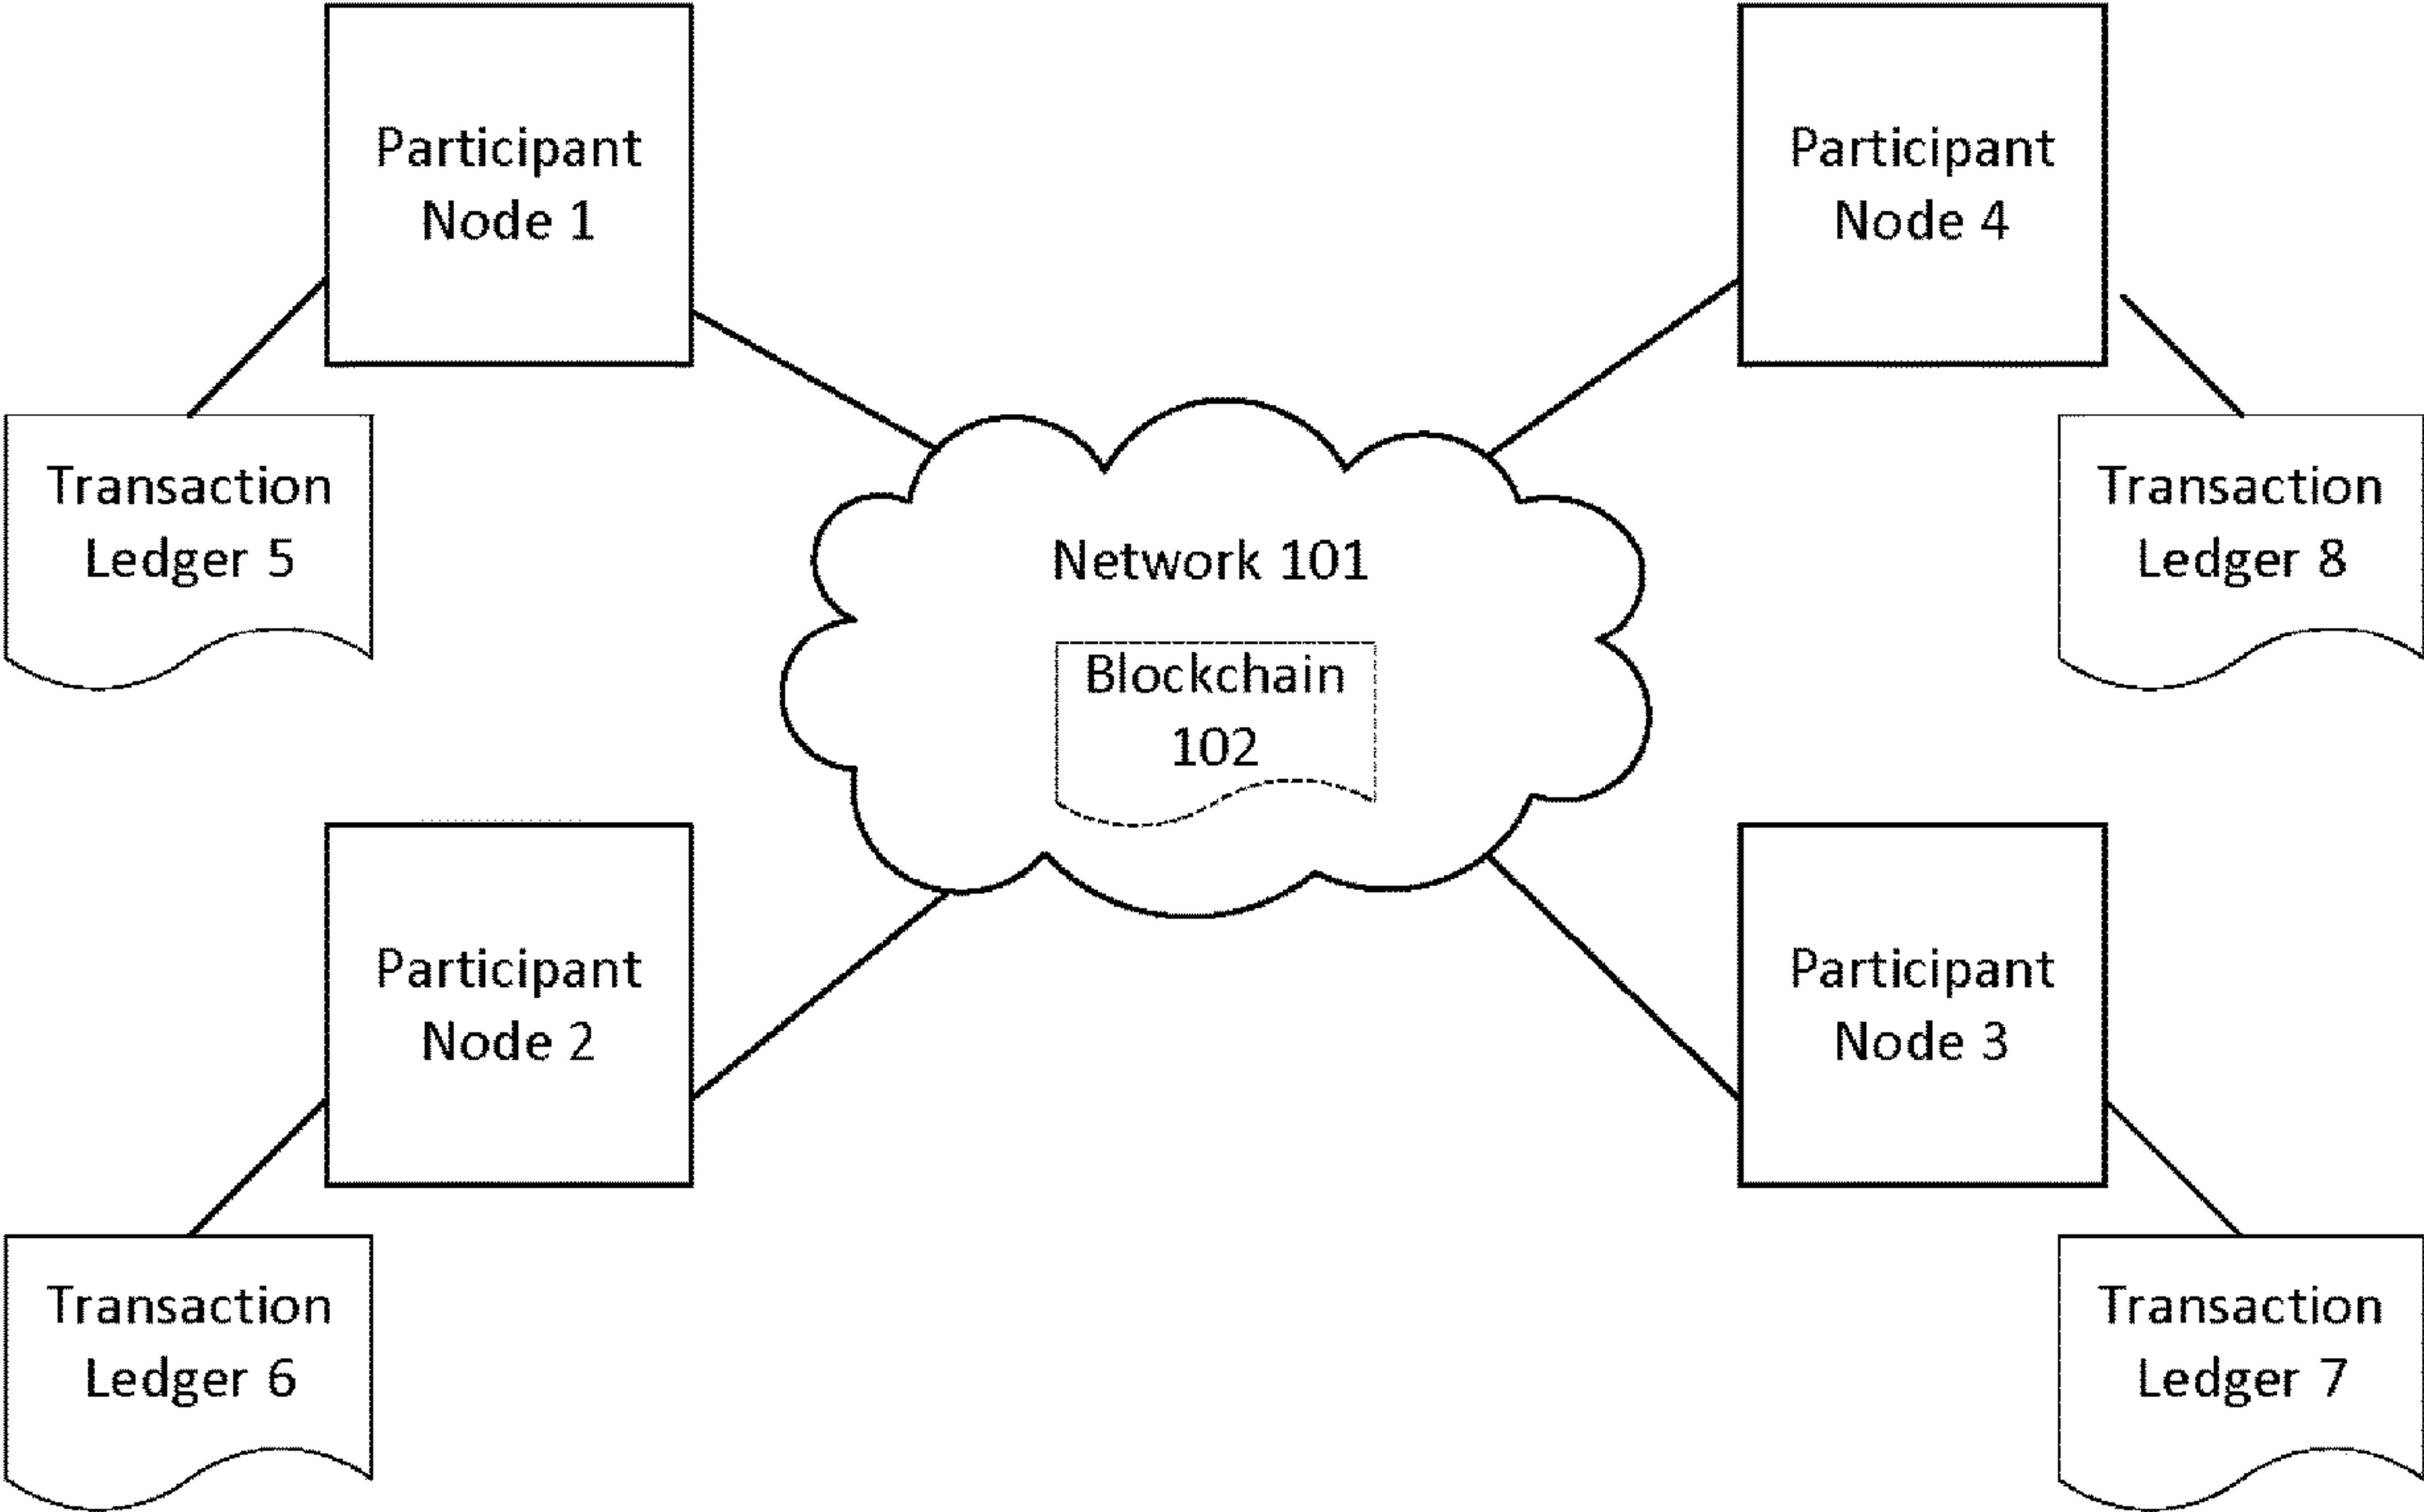 Participant
Node 1
Participant
Node 4
Transaction
Ledger 5
Transaction
Ledger 8
Network 101
Blockchain
102
Participant
Node 2
Participant
Node 3
Transaction
Ledger 6
Transaction
Ledger 7